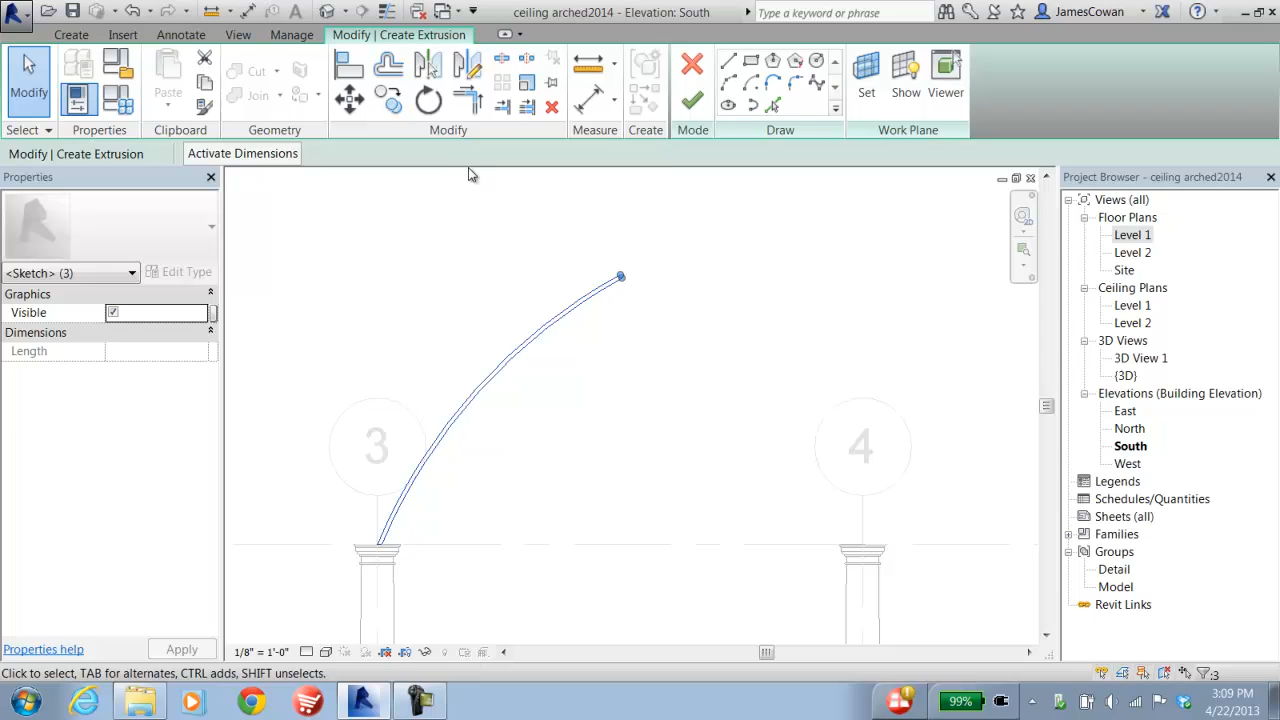 ceiling arched2014 - Elevation: South
Type a keyword or phrase
JamesCowan
Create
Insert
Annotate
View
Manage
Modify | Create Extrusion
Modify
Paste
Cut
Join
Set
Show
Viewer
Select
Properties
Clipboard
Geometry
Modify
Measure
Create
Mode
Draw
Work Plane
Modify | Create Extrusion
Activate Dimensions
Properties
<Sketch> (3)
Edit Type
Graphics
Visible
Dimensions
Length
Properties help
Apply
3
4
1/8" = 1'-0"
2D
Project Browser - ceiling arched2014
Views (all)
Floor Plans
Level 1
Level 2
Site
Ceiling Plans
Level 1
Level 2
3D Views
3D View 1
{3D}
Elevations (Building Elevation)
East
North
South
West
Legends
Schedules/Quantities
Sheets (all)
Families
Groups
Detail
Model
Revit Links
Click to select, TAB for alternates, CTRL adds, SHIFT unselects.
:3
99%
3:09 PM
4/22/2013